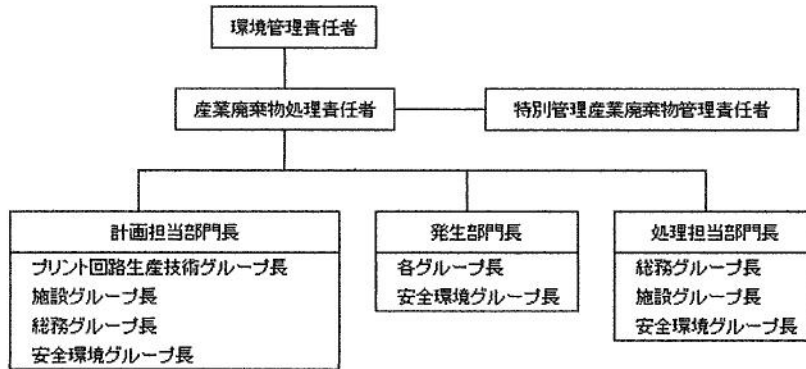 環境管理責任者
産業廃棄物処理責任者
特別管理産業廃棄物管理責任者
計画担当部門長
プリント回路生産技術グループ長
施設グループ長
総務グループ長
安全環境グループ長
発生部門長
各グループ長
安全環境グループ長
処理担当部門長
総務グループ長
施設グループ長
安全環境グループ長